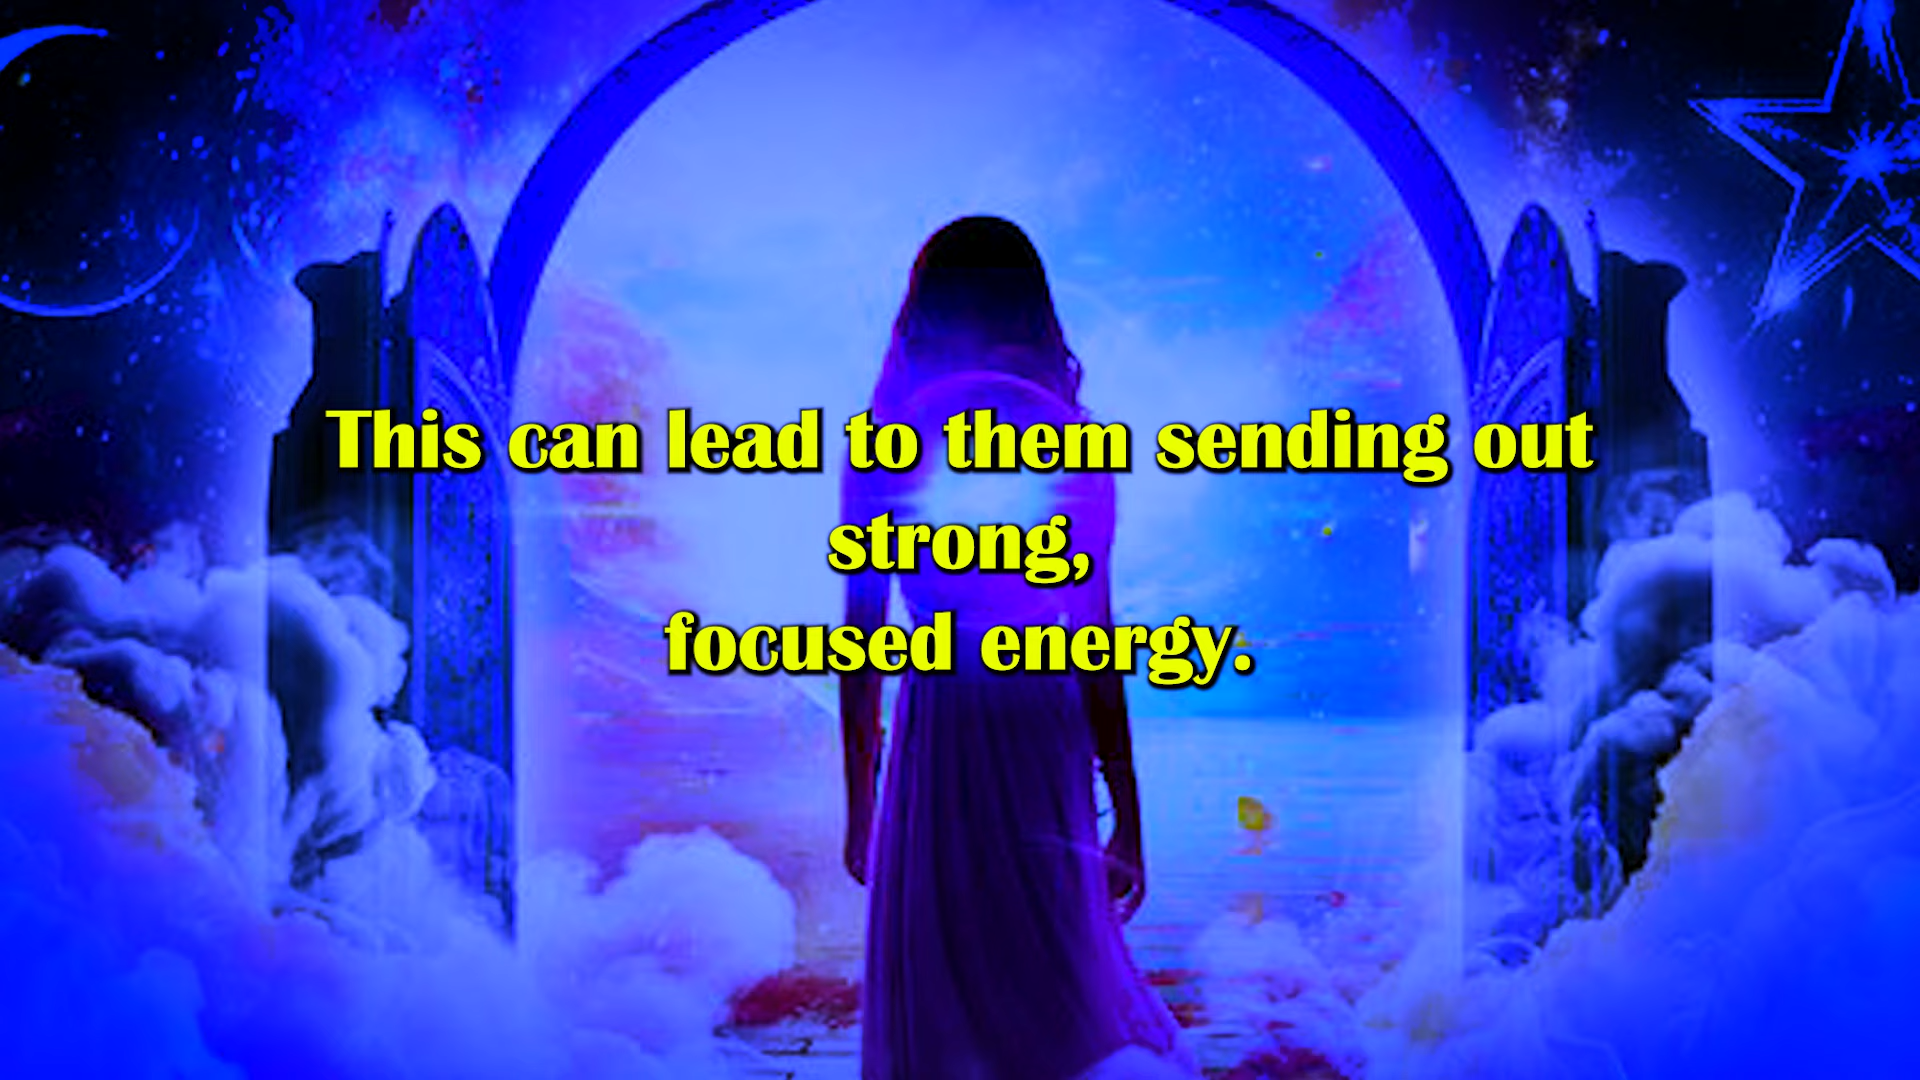 This can lead to them sending out
strong,
focused energy.